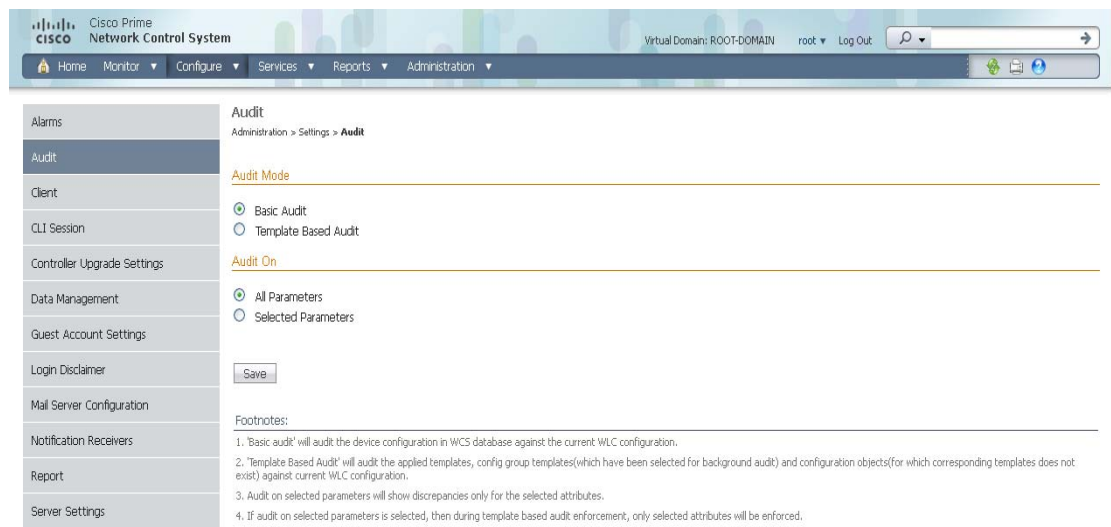 Cisco Prime
CISCO Network Control System
Virtual Domain: ROOT-DOMAIN root ▼ Log Out
Home Monitor ▼ Configure ▼ Services ▼ Reports ▼ Administration ▼
Alarms
Audit
Client
CLI Session
Controller Upgrade Settings
Data Management
Guest Account Settings
Login Disclaimer
Mail Server Configuration
Notification Receivers
Report
Server Settings
Audit
Administration > Settings > Audit
Audit Mode
Basic Audit
Template Based Audit
Audit On
All Parameters
Selected Parameters
Save
Footnotes:
1. 'Basic audit' will audit the device configuration in WCS database against the current WLC configuration.
2. 'Template Based Audit' will audit the applied templates, config group templates(which have been selected for background audit) and configuration objects(for which corresponding templates does not
exist) against current WLC configuration.
3. Audit on selected parameters will show discrepancies only for the selected attributes.
4. If audit on selected parameters is selected, then during template based audit enforcement, only selected attributes will be enforced.